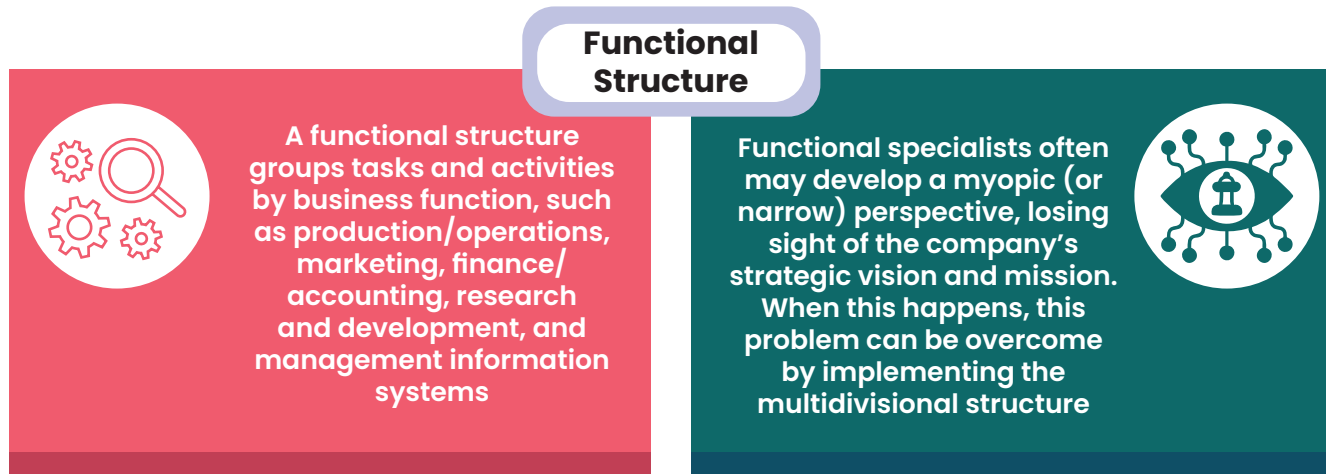 Functional
Structure
A functional structure
groups tasks and activities
by business function, such
as production/operations,
marketing, finance/
accounting, research
and development, and
management information
systems
Functional specialists often
may develop a myopic (or
narrow) perspective, losing
sight of the company’s
strategic vision and mission.
When this happens, this
problem can be overcome
by implementing the
multidivisional structure